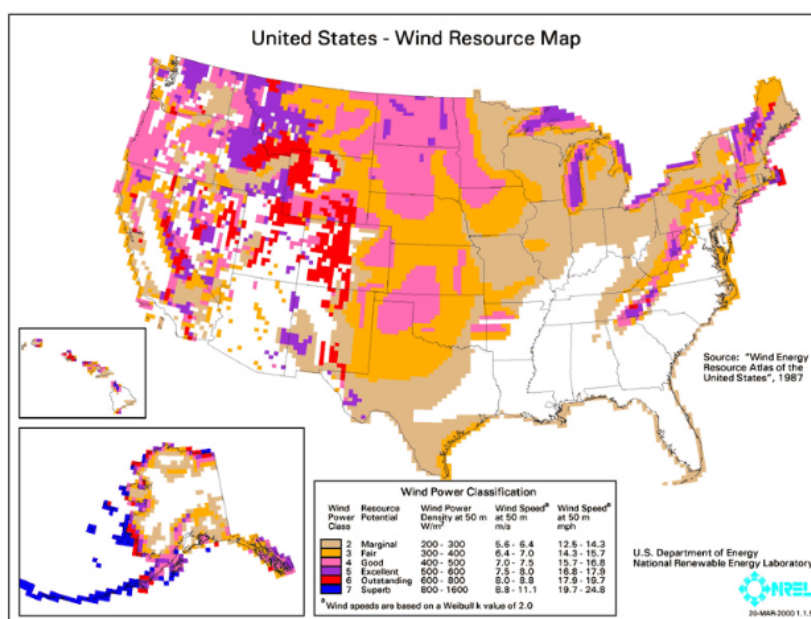 United States - Wind Resource Map
Source: "Wind Energy
Resource Atlas of the
United States", 1987
Wind Power Classification
Wind Power Class Resource Potential Wind Power Density at 50 m W/m² Wind Speedª at 50 m m/s Wind Speedª at 50 m mph
2 Marginal 200 - 300 5.6 - 6.4 12.5 - 14.3
3 Fair 300 - 400 6.4 - 7.0 14.3 - 15.7
4 Good 400 - 500 7.0 - 7.5 15.7 - 16.8
5 Excellent 500 - 600 7.5 - 8.0 16.8 - 17.9
6 Outstanding 600 - 800 8.0 - 8.8 17.9 - 19.7
7 Superb 800 - 1600 8.8 - 11.1 19.7 - 24.8
ª Wind speeds are based on a Weibull k value of 2.0
U.S. Department of Energy
National Renewable Energy Laboratory
NREL
20-MAR-2000 1.1.